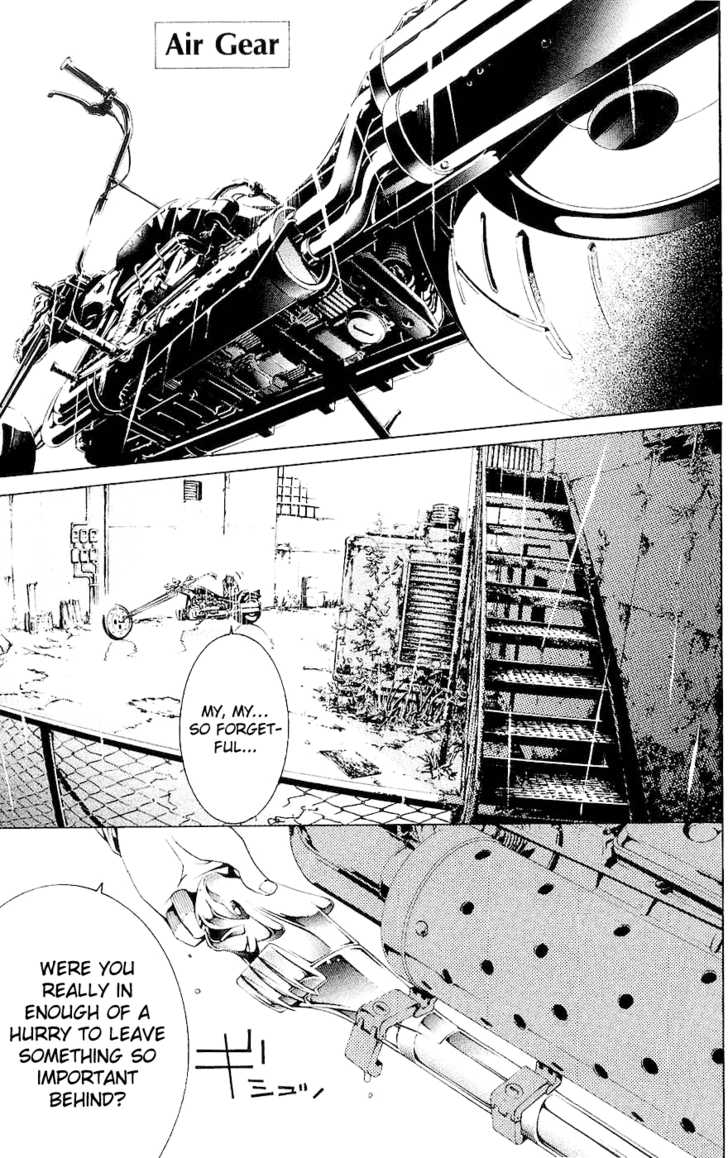 Air Gear
MY, MY...
SO FORGET-
FUL...
WERE YOU
REALLY IN
ENOUGH OF A
HURRY TO LEAVE
SOMETHING SO
IMPORTANT
BEHIND?